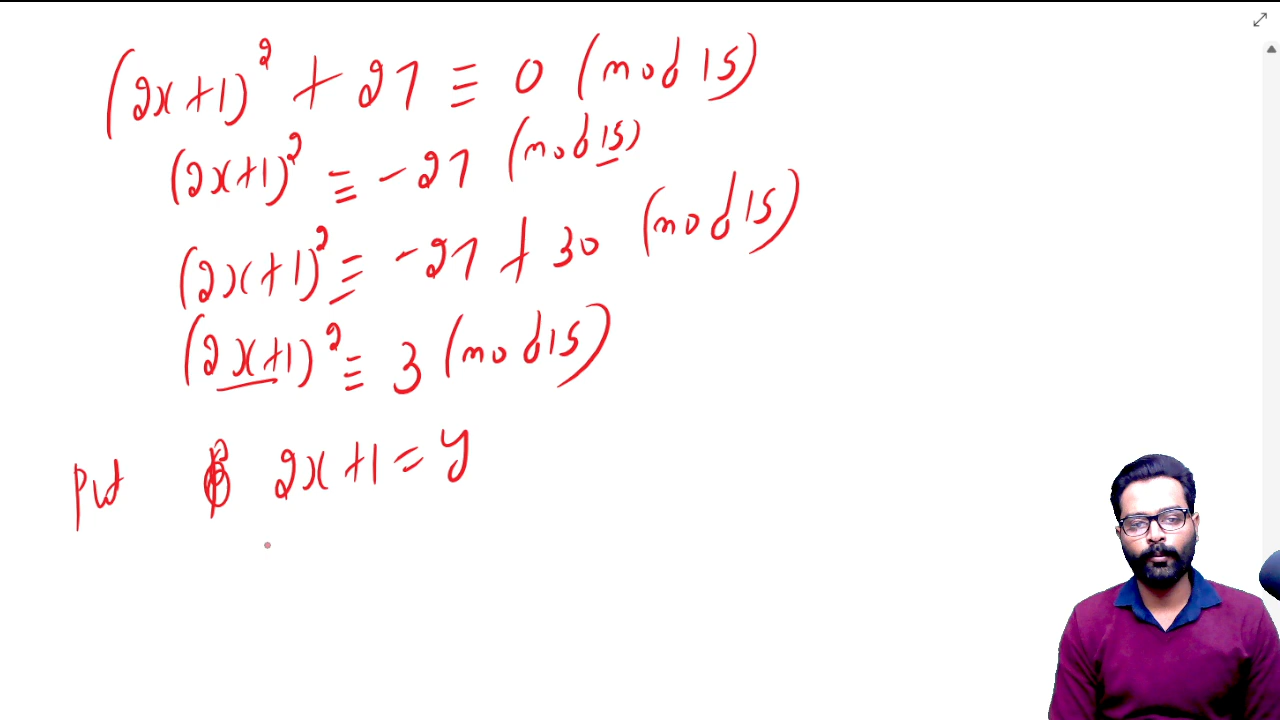 (2x+1)² + 27 ≡ 0 (mod 15)
(2x+1)² ≡ -27 (mod 15)
(2x+1)² ≡ -27 + 30 (mod 15)
(2x+1)² ≡ 3 (mod 15)
Put 2x+1 = y